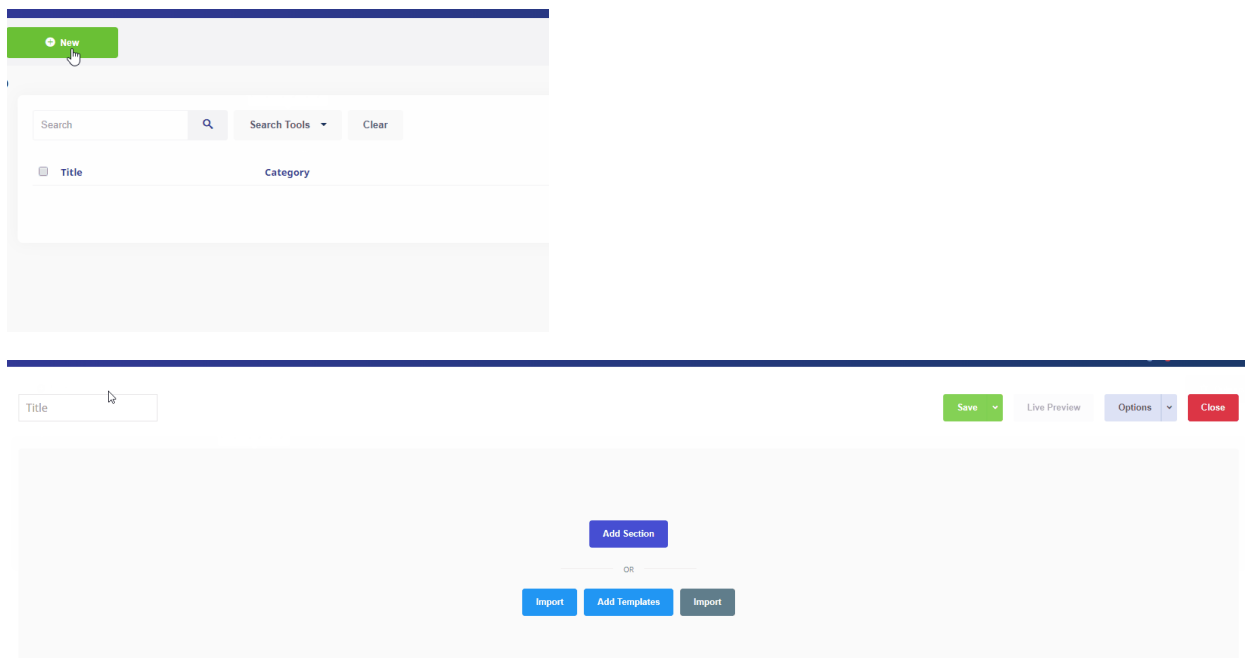 New
Search
Search Tools
Clear
Title
Category
Title
Save
Live Preview
Options
Close
Add Section
OR
Import
Add Templates
Import